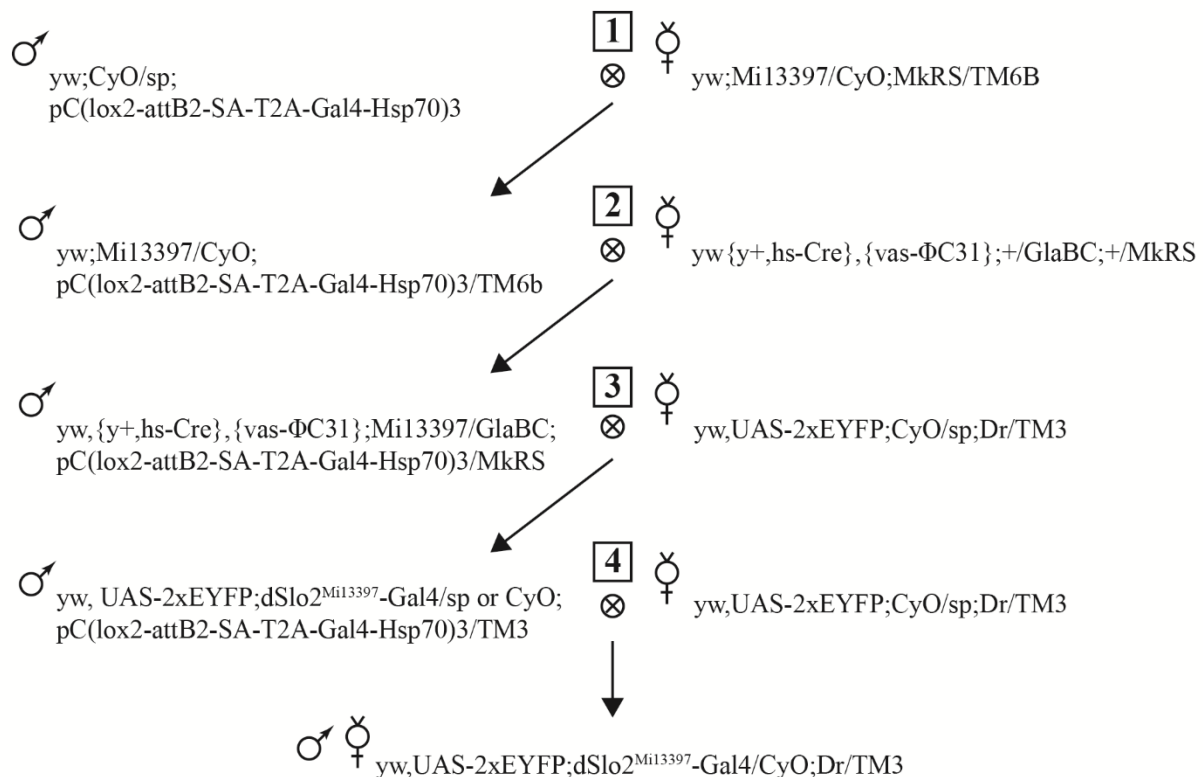 1
yw;CyO/sp;
pC(lox2-attB2-SA-T2A-Gal4-Hsp70)3
yw;Mi13397/CyO;MkRS/TM6B
2
yw;Mi13397/CyO;
pC(lox2-attB2-SA-T2A-Gal4-Hsp70)3/TM6b
yw{y+,hs-Cre},{vas-ΦC31};+/GlaBC;+/MkRS
3
yw,{y+,hs-Cre},{vas-ΦC31};Mi13397/GlaBC;
pC(lox2-attB2-SA-T2A-Gal4-Hsp70)3/MkRS
yw,UAS-2xEYFP;CyO/sp;Dr/TM3
4
yw, UAS-2xEYFP;dSlo2Mi13397-Gal4/sp or CyO;
pC(lox2-attB2-SA-T2A-Gal4-Hsp70)3/TM3
yw,UAS-2xEYFP;CyO/sp;Dr/TM3
yw,UAS-2xEYFP;dSlo2Mi13397-Gal4/CyO;Dr/TM3